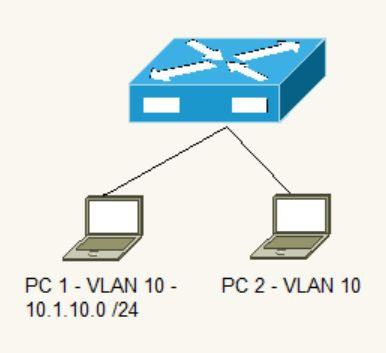 PC 1 - VLAN 10 -
10.1.10.0 /24
PC 2 - VLAN 10